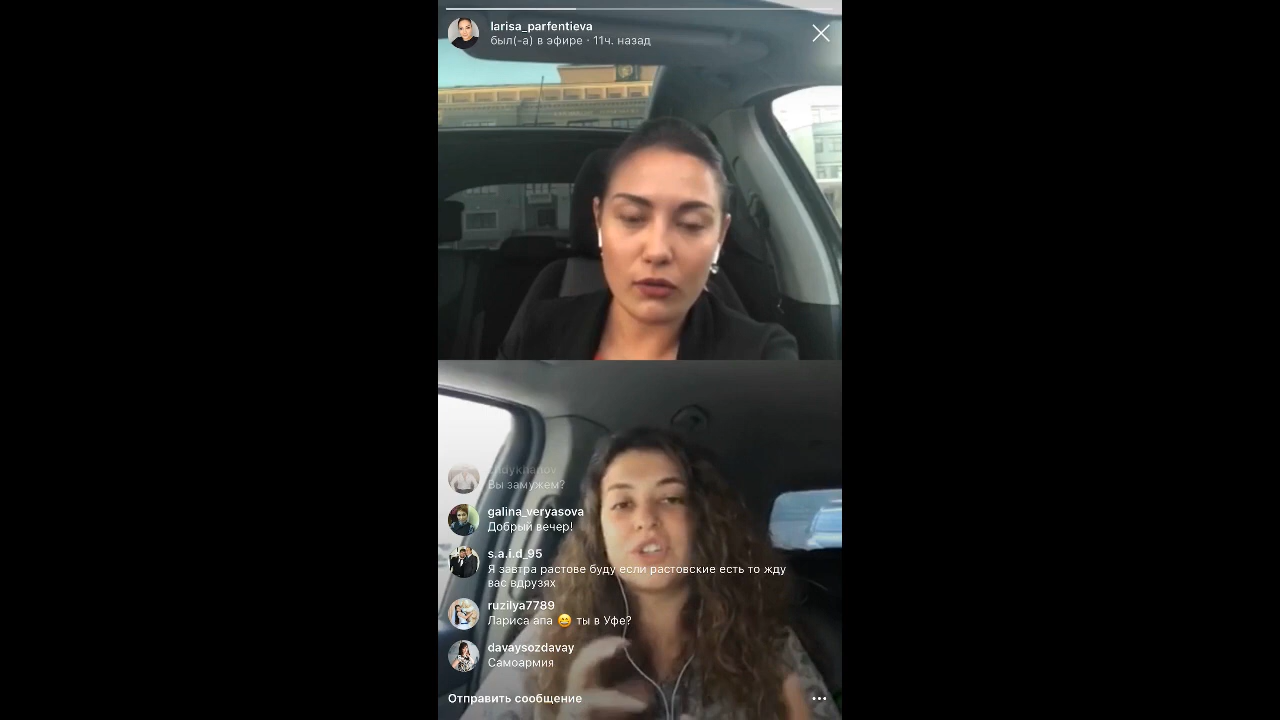 larisa_parfentieva
был(-а) в эфире · 11ч. назад
Вы замужем?
galina_veryasova
Добрый вечер!
s.a.i.d_95
Я завтра растове буду если растовские есть то жду
вас вдрузях
ruzilya7789
Лариса апа 😄 ты в Уфе?
davaysozdavay
Самоармия
Отправить сообщение